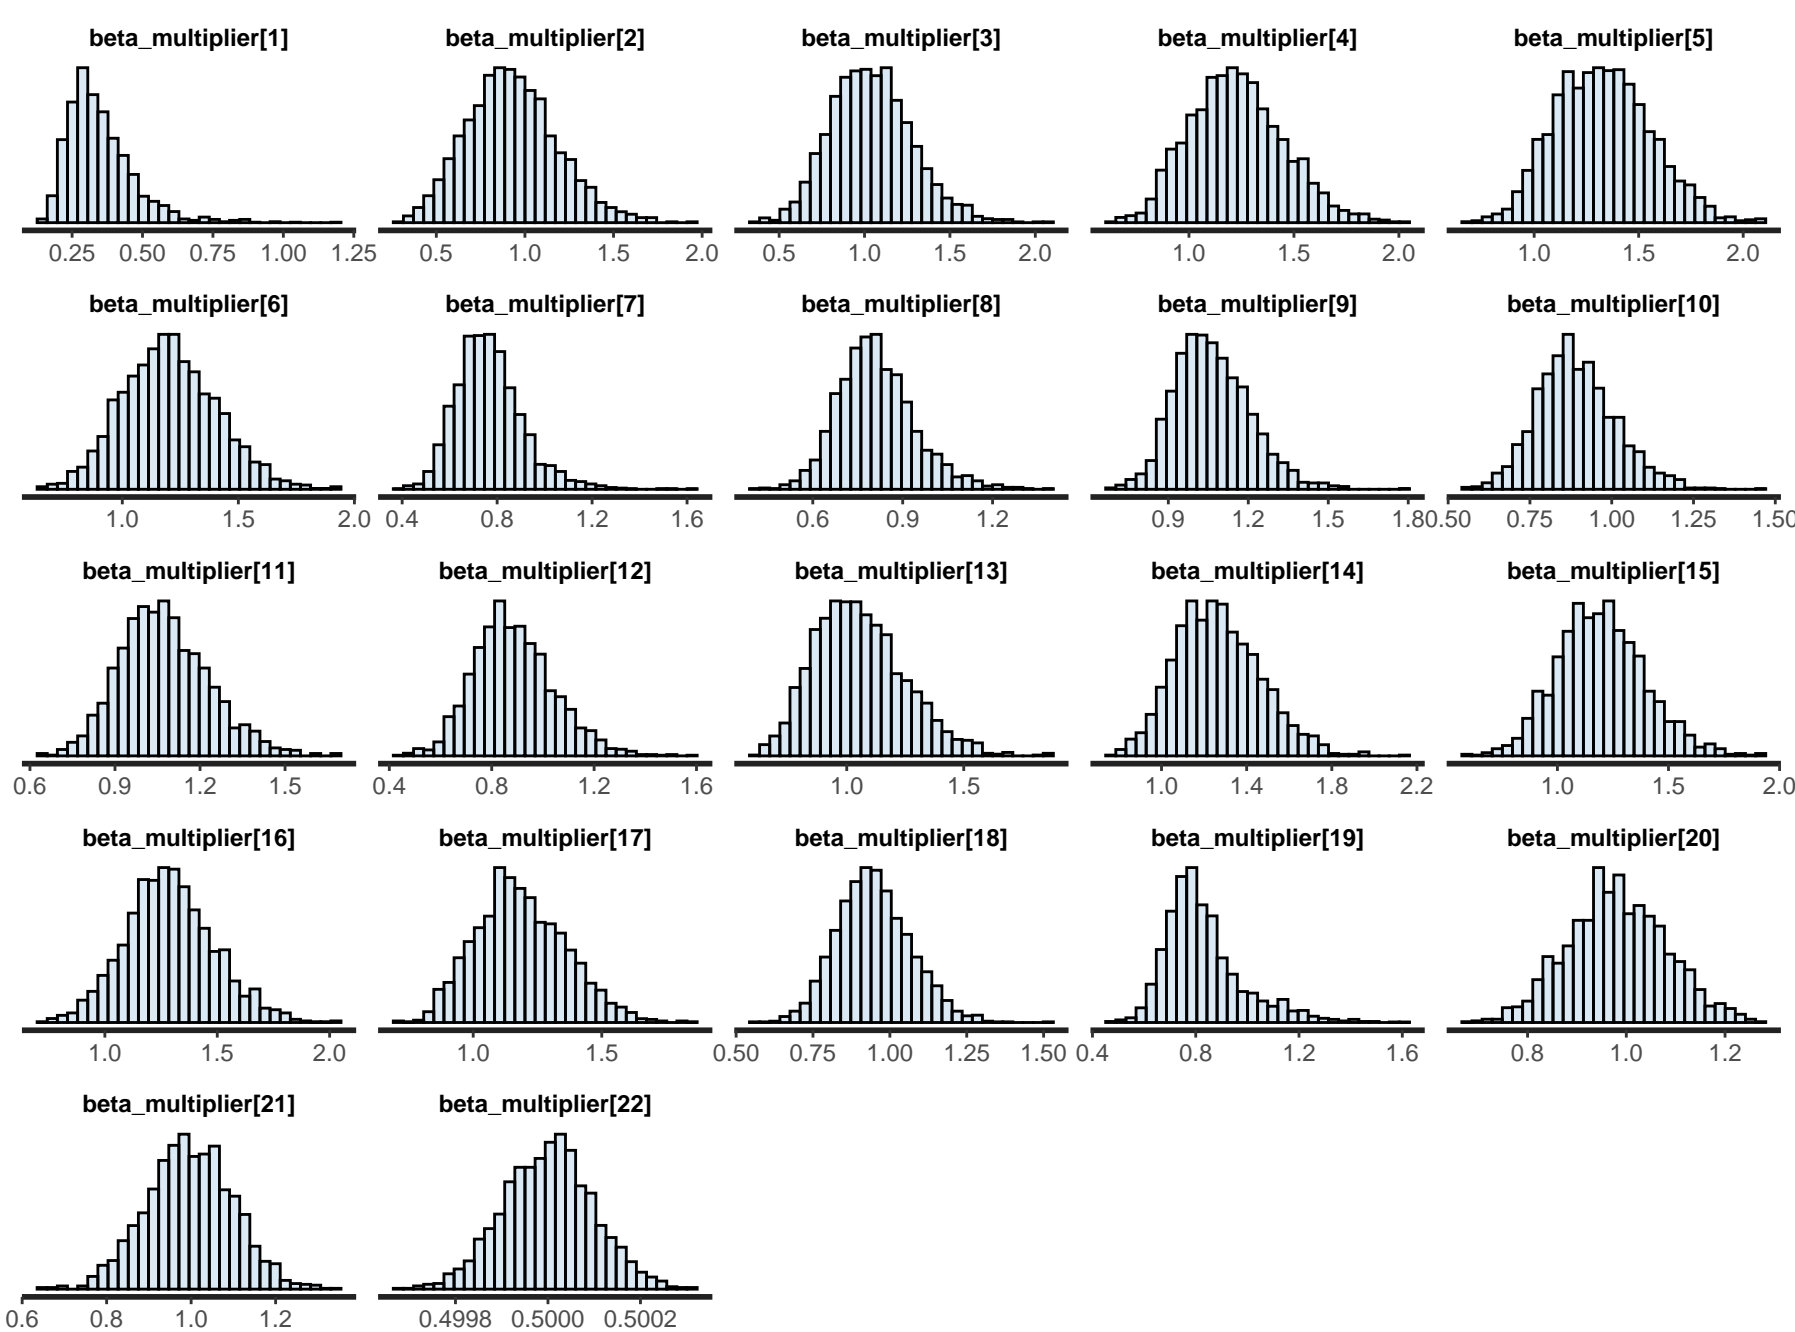 beta_multiplier[1] beta_multiplier[2] beta_multiplier[3] beta_multiplier[4] beta_multiplier[5]
0.25 0.50 0.75 1.00 1.25 0.5 1.0 1.5 2.0 0.5 1.0 1.5 2.0 1.0 1.5 2.0 1.0 1.5 2.0
beta_multiplier[6] beta_multiplier[7] beta_multiplier[8] beta_multiplier[9] beta_multiplier[10]
1.0 1.5 2.0 0.4 0.8 1.2 1.6 0.6 0.9 1.2 0.9 1.2 1.5 1.8 0.50 0.75 1.00 1.25 1.50
beta_multiplier[11] beta_multiplier[12] beta_multiplier[13] beta_multiplier[14] beta_multiplier[15]
0.6 0.9 1.2 1.5 0.4 0.8 1.2 1.6 1.0 1.5 1.0 1.4 1.8 2.2 1.0 1.5 2.0
beta_multiplier[16] beta_multiplier[17] beta_multiplier[18] beta_multiplier[19] beta_multiplier[20]
1.0 1.5 2.0 1.0 1.5 0.50 0.75 1.00 1.25 1.50 0.4 0.8 1.2 1.6 0.8 1.0 1.2
beta_multiplier[21] beta_multiplier[22]
0.6 0.8 1.0 1.2 0.4998 0.5000 0.5002